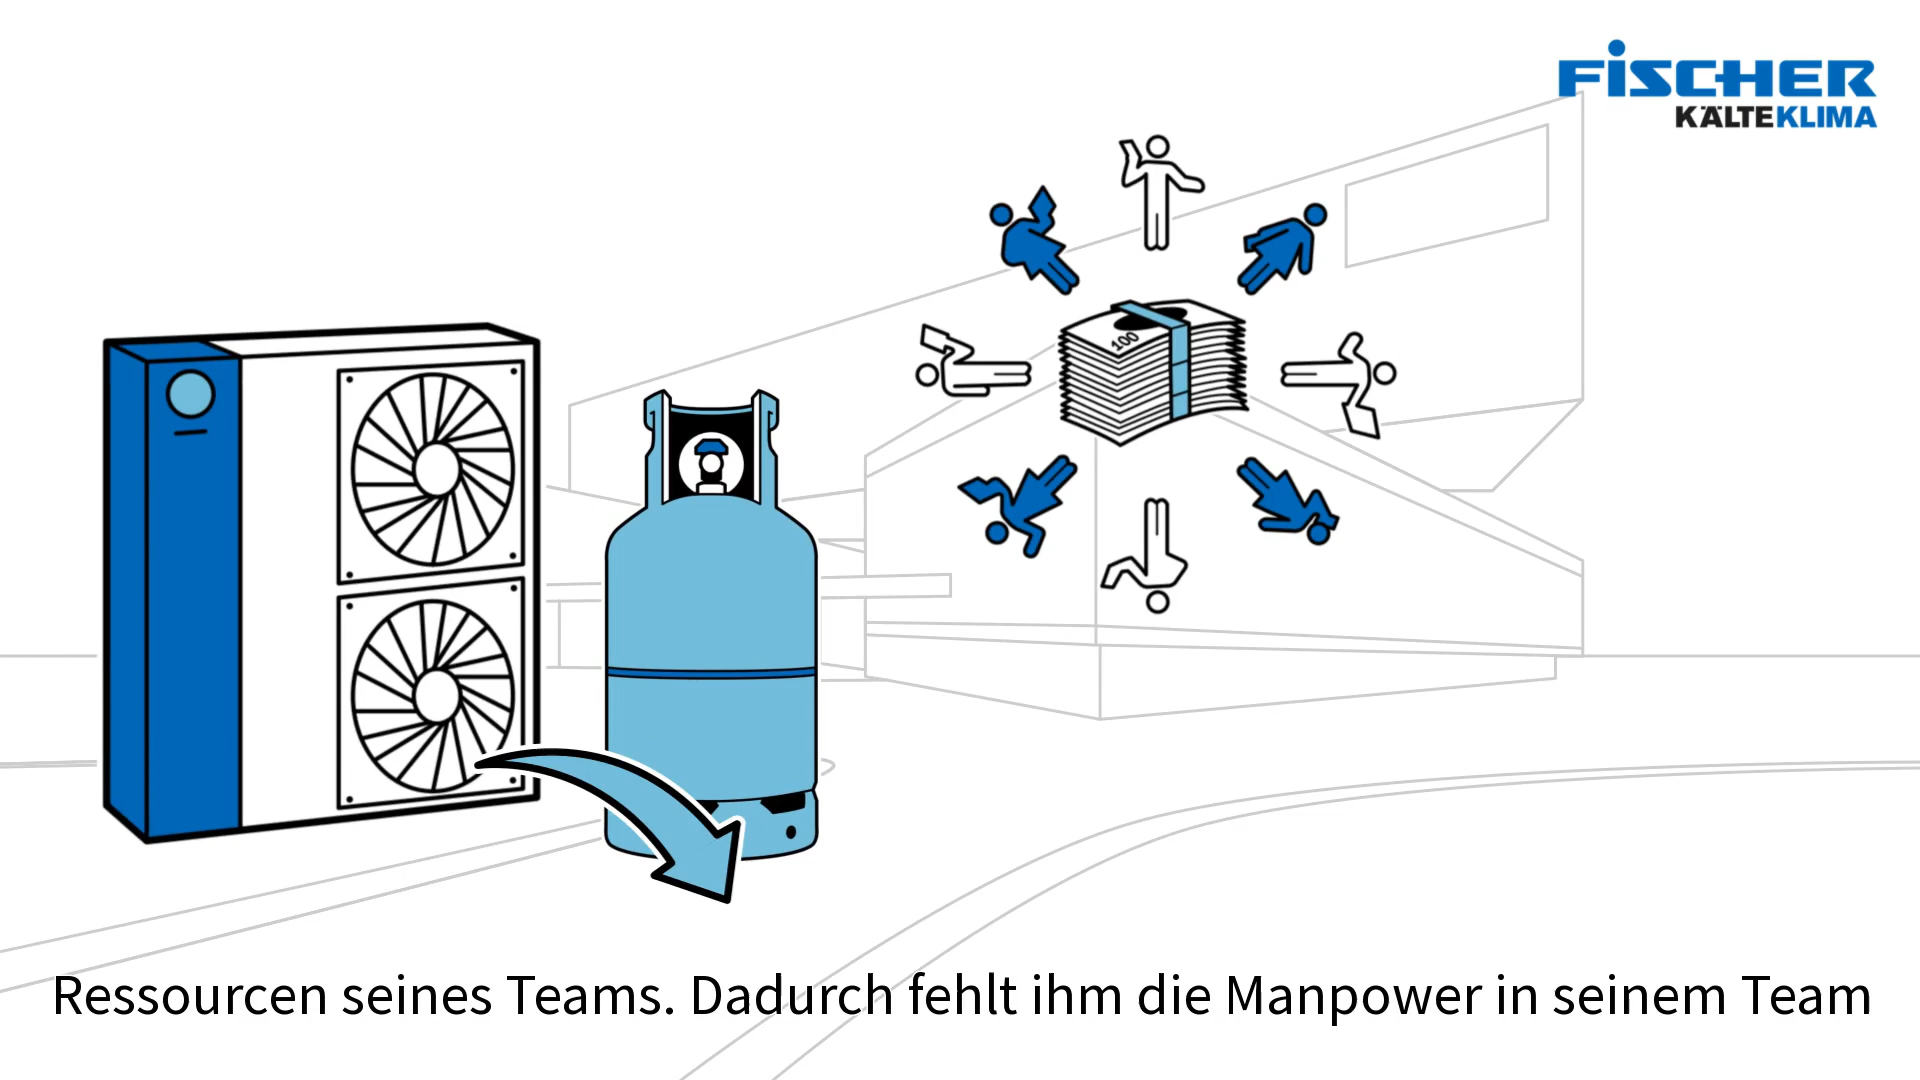 FiSCHER
KÄLTEKLIMA
100
Ressourcen seines Teams. Dadurch fehlt ihm die Manpower in seinem Team